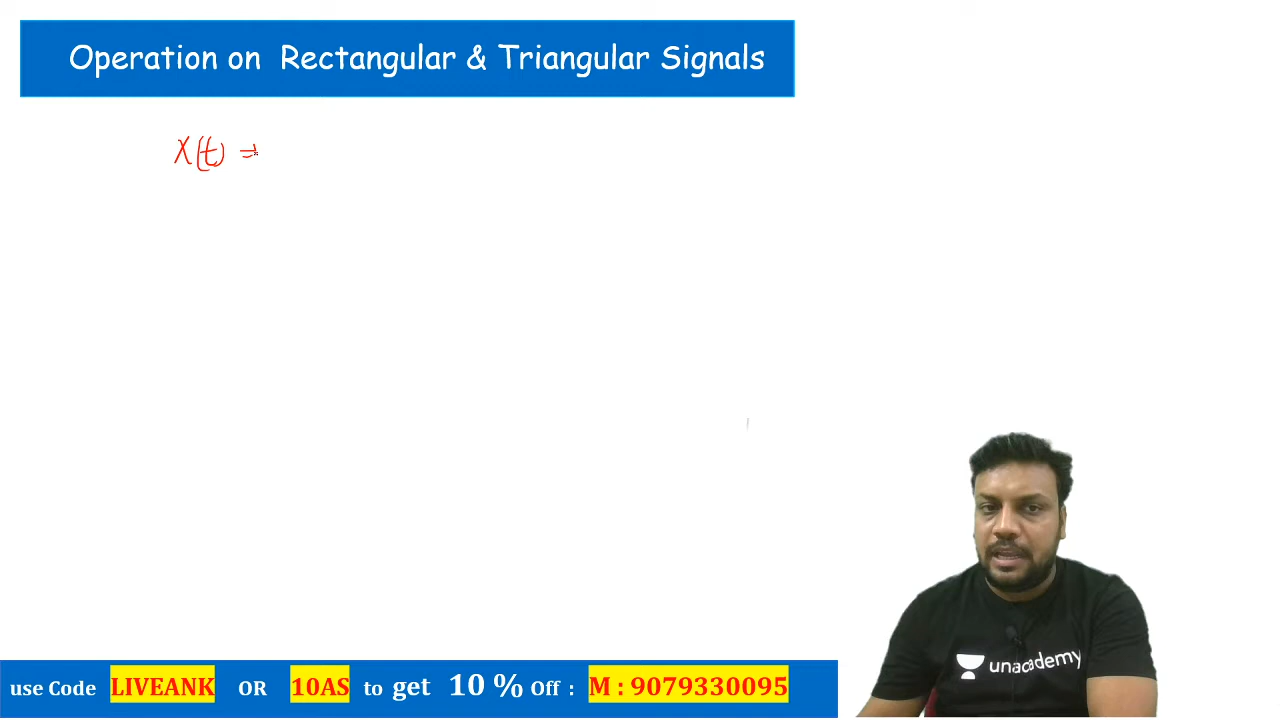 Operation on Rectangular & Triangular Signals
X(t) =
unacademy
use Code LIVEANK OR 10AS to get 10 % Off : M : 9079330095